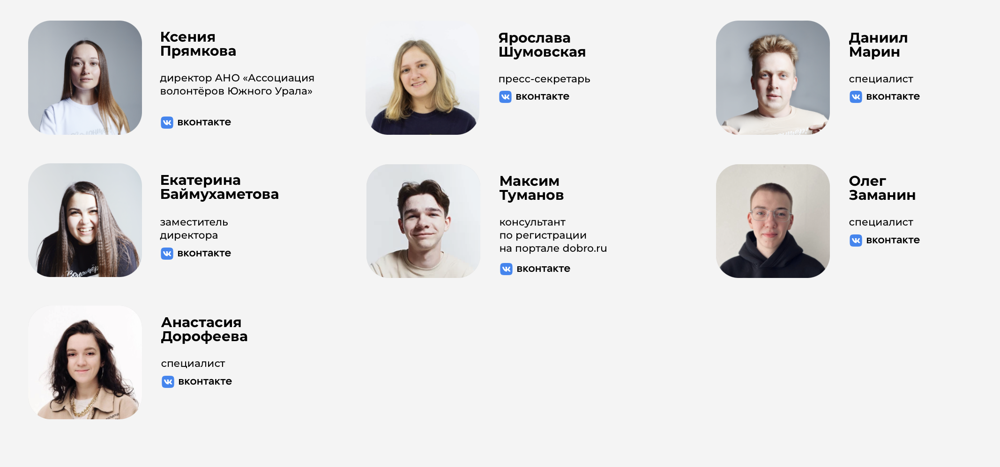 Ксения
Прямкова
директор АНО «Ассоциация
волонтёров Южного Урала»
вконтакте
Ярослава
Шумовская
пресс-секретарь
вконтакте
Даниил
Марин
специалист
вконтакте
Екатерина
Баймухаметова
заместитель
директора
вконтакте
Волонтёр
Максим
Туманов
консультант
по регистрации
на портале dobro.ru
вконтакте
Олег
Заманин
специалист
вконтакте
Анастасия
Дорофеева
специалист
вконтакте